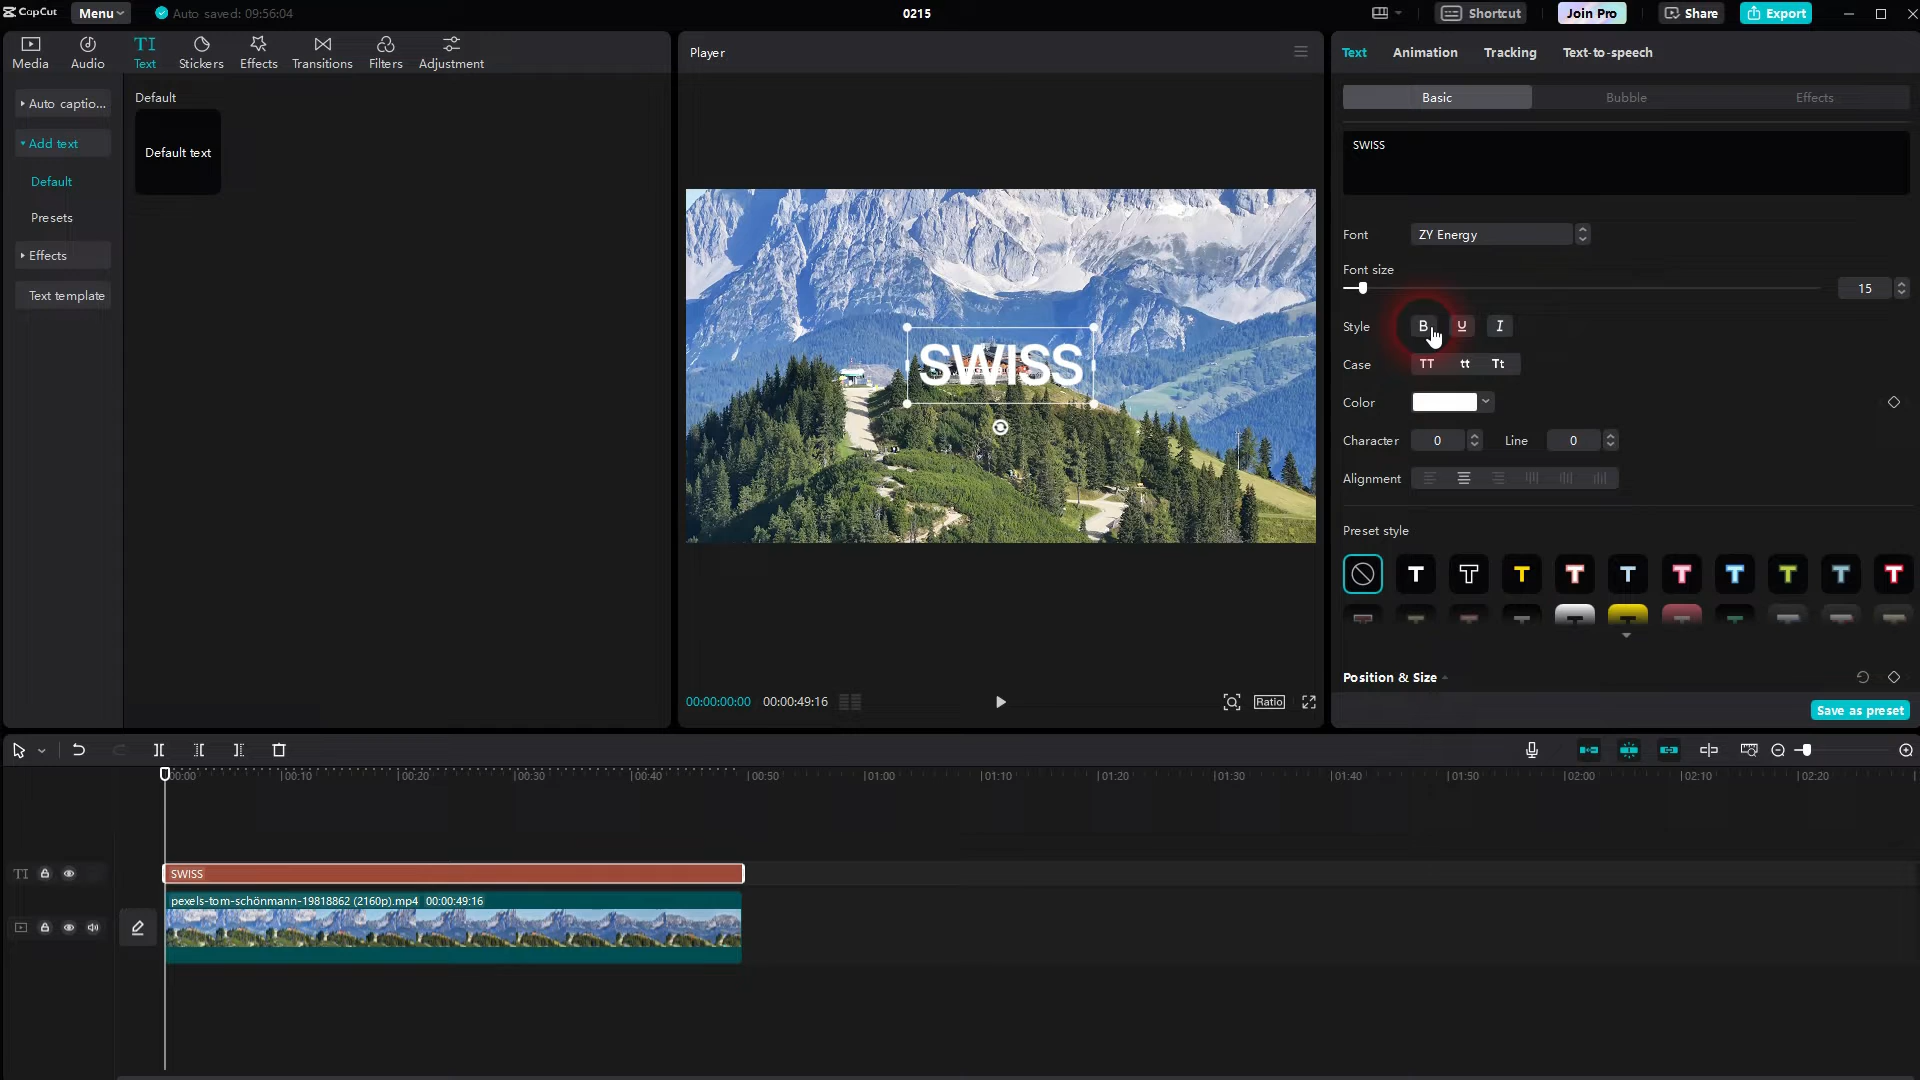 CapCut
Menu
Auto saved: 09:56:04
0215
Shortcut
Join Pro
Share
Export
Media
Audio
TI
Text
Stickers
Effects
Transitions
Filters
Adjustment
Auto captio...
Add text
Default
Presets
Effects
Text template
Default
Default text
Player
SWISS
00:00:00:00
00:00:49:16
Ratio
Text
Animation
Tracking
Text-to-speech
Basic
Bubble
Effects
SWISS
Font
ZY Energy
Font size
15
Style
B
U
I
Case
TT
tt
Tt
Color
Character
0
Line
0
Alignment
Preset style
T T T T T T T T T T
Position & Size
Save as preset
00:00
00:10
00:20
00:30
00:40
00:50
01:00
01:10
01:20
01:30
01:40
01:50
02:00
02:10
02:20
TI
SWISS
pexels-tom-schönmann-19818862 (2160p).mp4 00:00:49:16